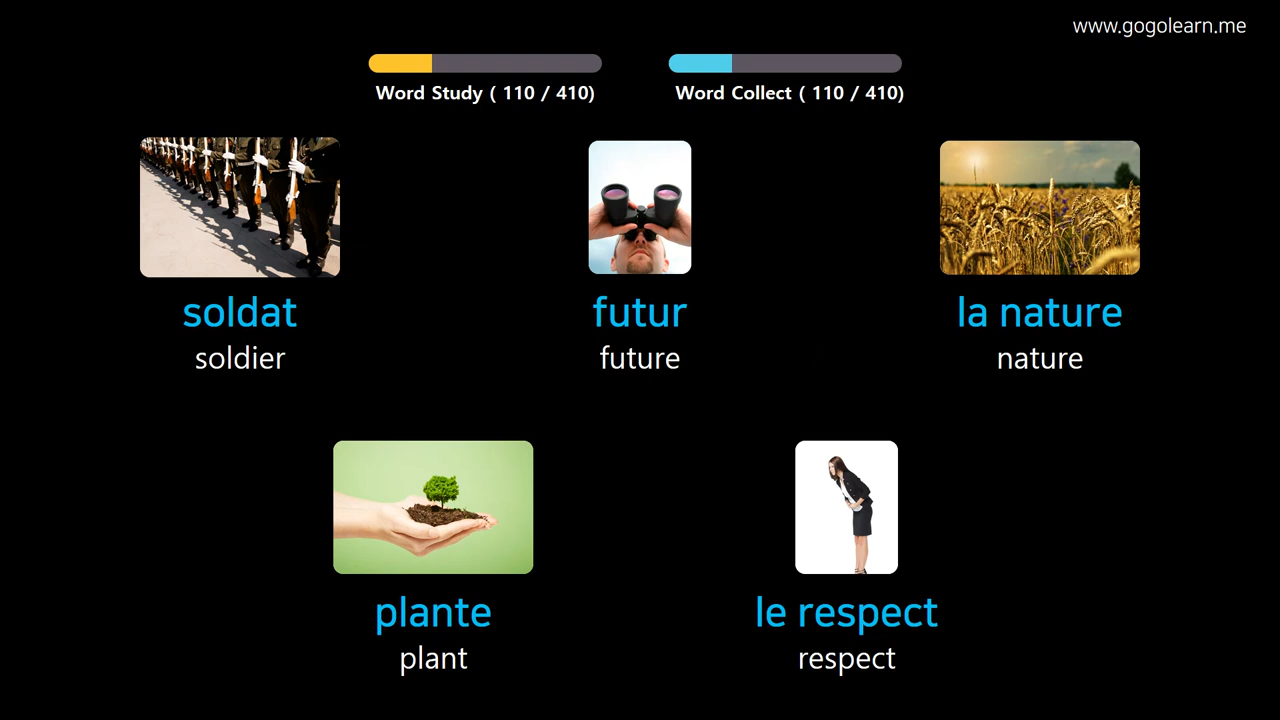 www.gogolearn.me
Word Study ( 110 / 410)
Word Collect ( 110 / 410)
soldat
soldier
futur
future
la nature
nature
plante
plant
le respect
respect